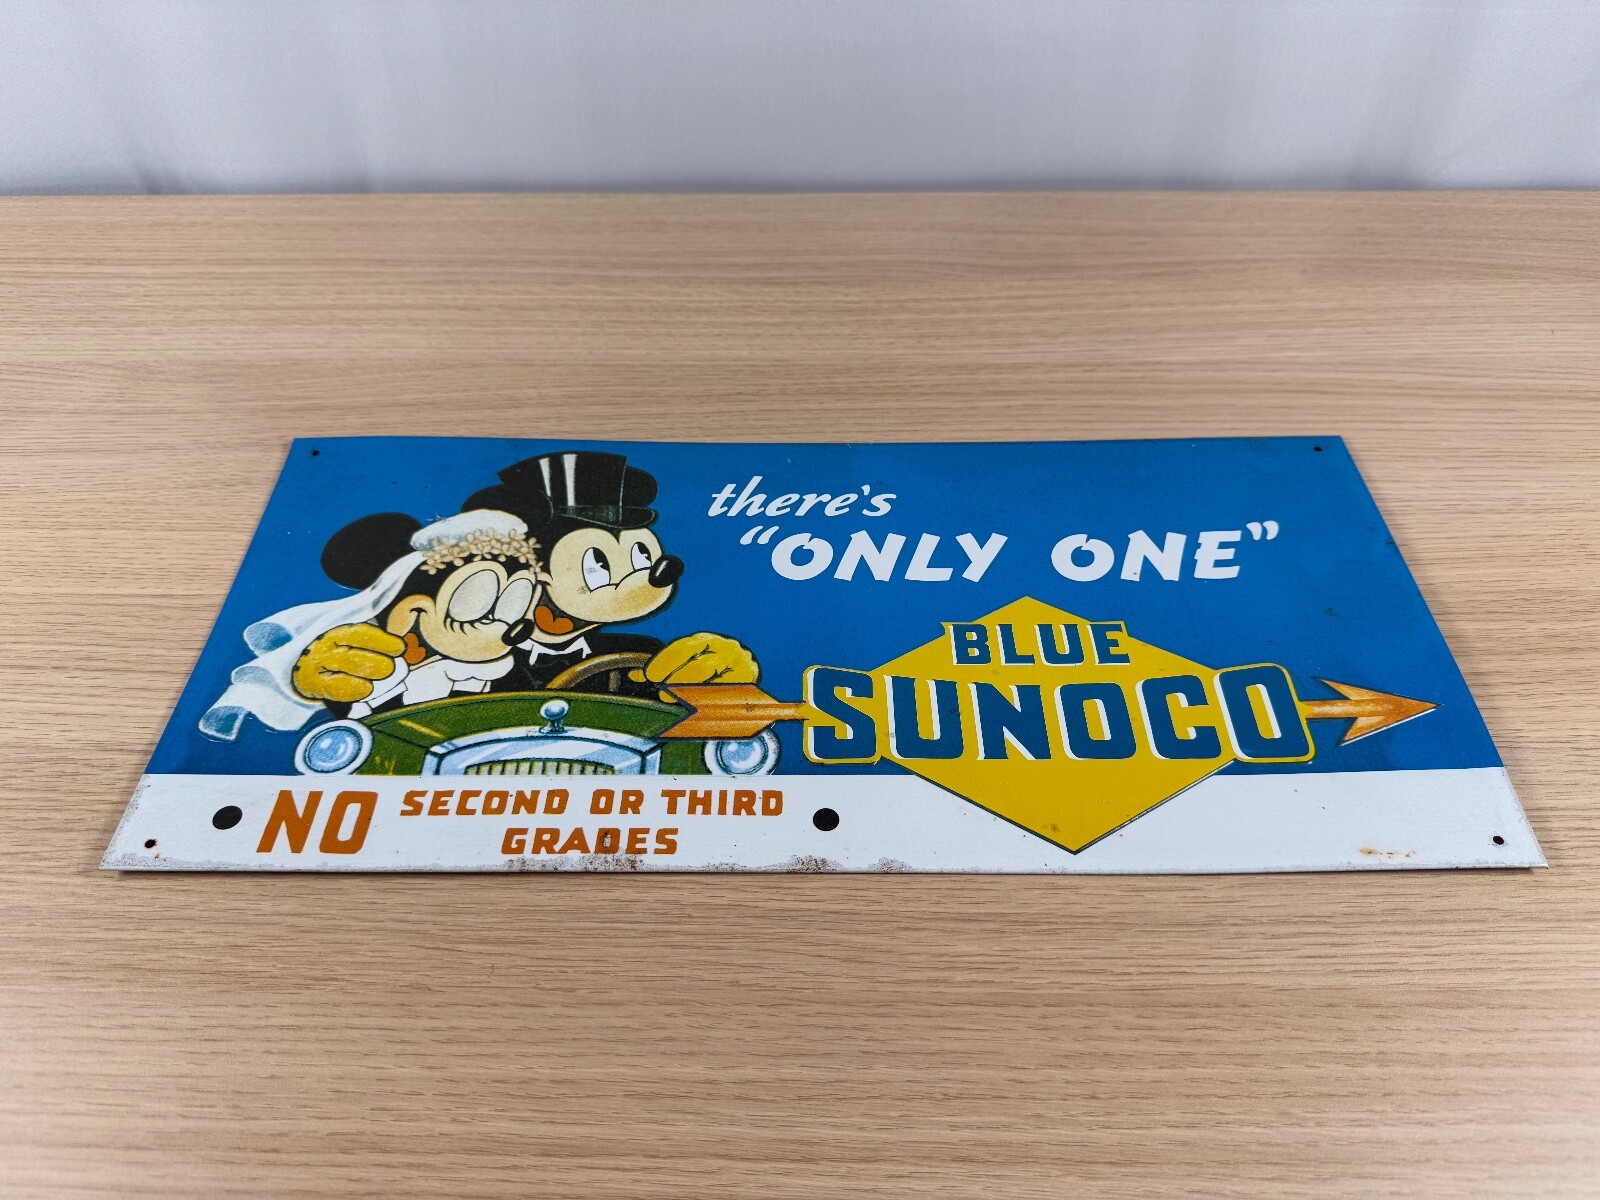 there's
"ONLY ONE"
BLUE
SUNOCO
NO SECOND OR THIRD
GRADES